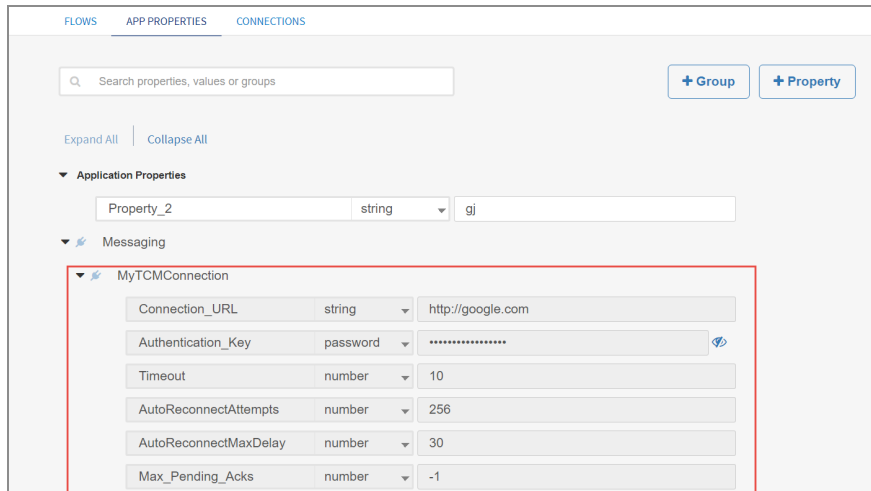 FLOWS APP PROPERTIES CONNECTIONS
Search properties, values or groups
+ Group + Property
Expand All Collapse All
Application Properties
Property_2 string gj
Messaging
MyTCMConnection
Connection_URL string http://google.com
Authentication_Key password ••••••••••••••••
Timeout number 10
AutoReconnectAttempts number 256
AutoReconnectMaxDelay number 30
Max_Pending_Acks number -1